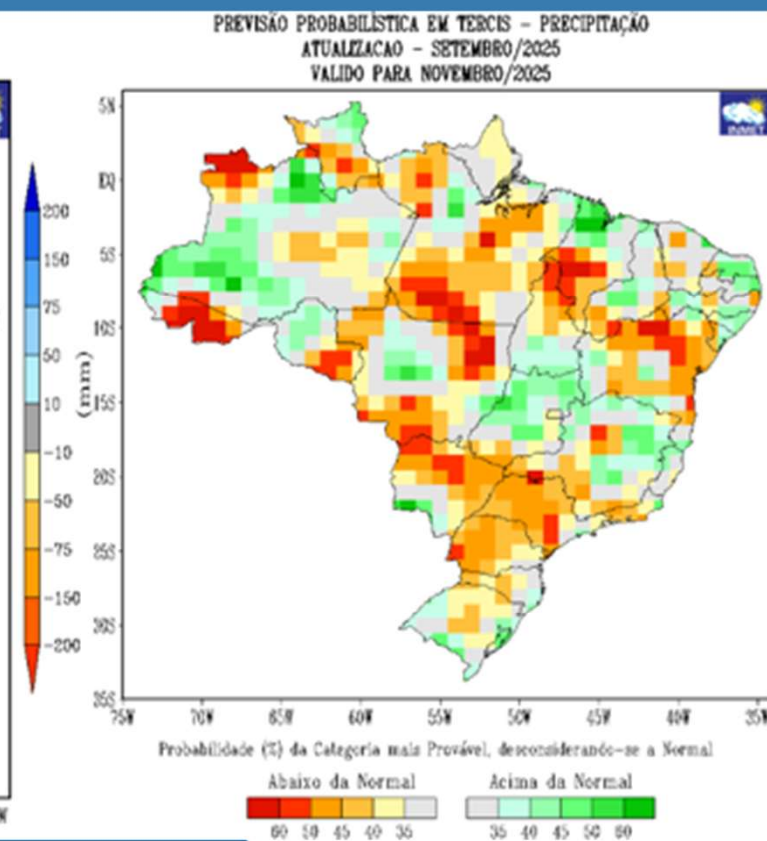 PREVISÃO PROBABILÍSTICA EM TERCIS – PRECIPITAÇÃO
ATUALIZACAO – SETEMBRO/2025
VALIDO PARA NOVEMBRO/2025
INMET
200
150
75
50
10
-10
-50
-75
-150
-200
(mm)
5N
EQ
5S
10S
15S
20S
25S
30S
35S
75W 70W 65W 60W 55W 50W 45W 40W 35W
Probabilidade (%) da Categoria mais Provável, desconsiderando-se a Normal
Abaixo da Normal Acima da Normal
60 50 45 40 35 35 40 45 50 60